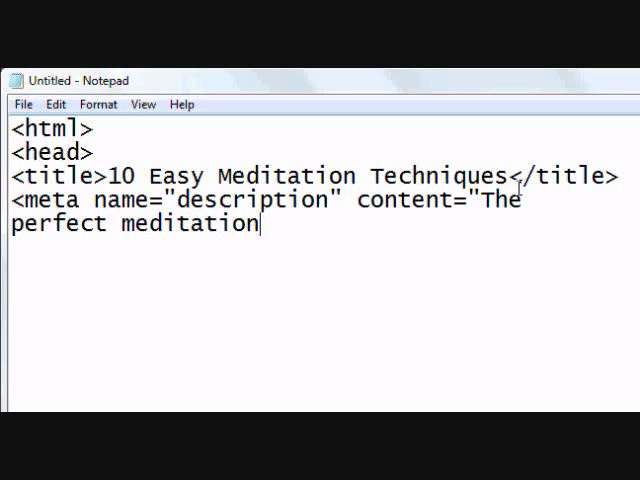 Untitled - Notepad
File Edit Format View Help
<html>
<head>
<title>10 Easy Meditation Techniques</title>
<meta name="description" content="The
perfect meditation